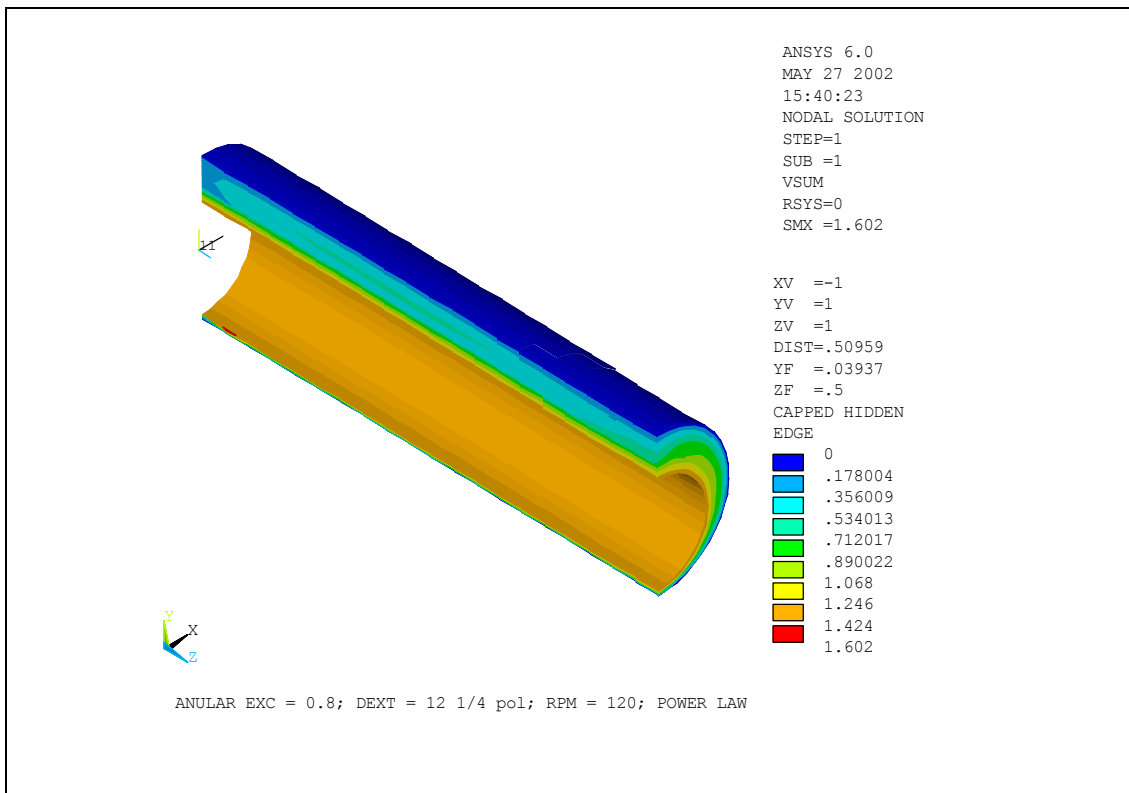 ANSYS 6.0
MAY 27 2002
15:40:23
NODAL SOLUTION
STEP=1
SUB =1
VSUM
RSYS=0
SMX =1.602
XV =-1
YV =1
ZV =1
DIST=.50959
YF =.03937
ZF =.5
CAPPED HIDDEN
EDGE
0
.178004
.356009
.534013
.712017
.890022
1.068
1.246
1.424
1.602
Y
X
Z
ANULAR EXC = 0.8; DEXT = 12 1/4 pol; RPM = 120; POWER LAW